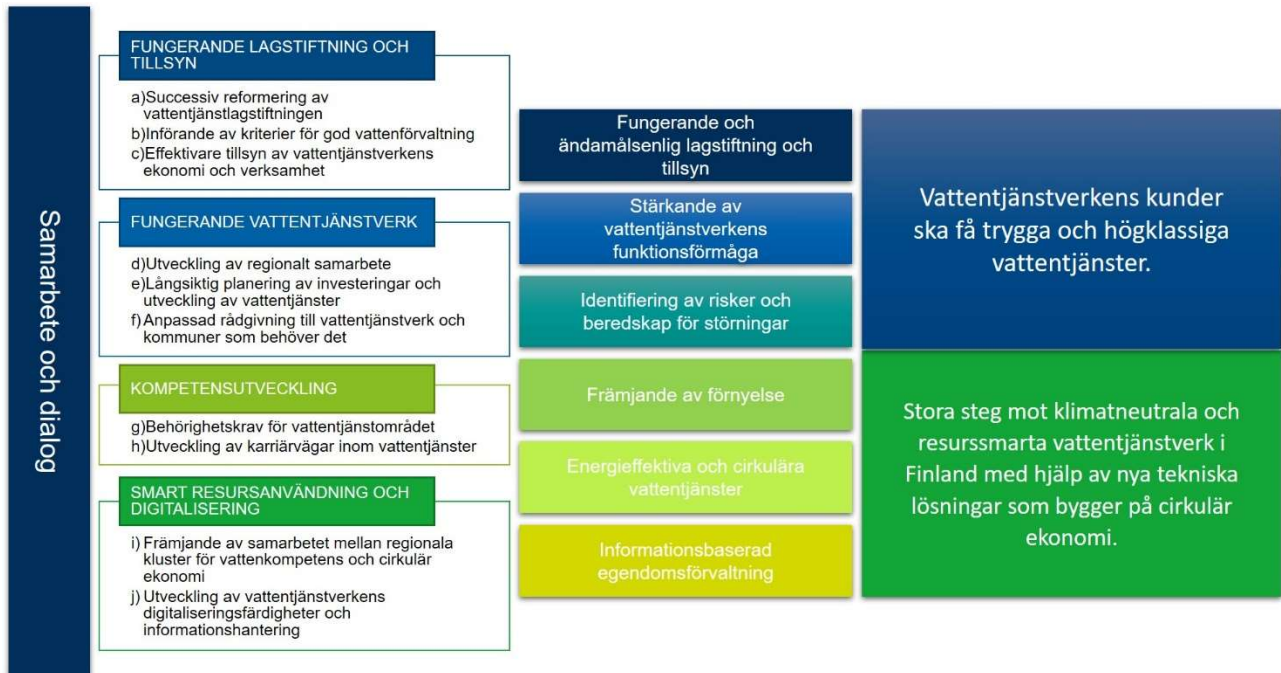 Samarbete och dialog
FUNGERANDE LAGSTIFTNING OCH
TILLSYN
a)Successiv reformering av
vattentjänstlagstiftningen
b)Införande av kriterier för god vattenförvaltning
c)Effektivare tillsyn av vattentjänstverkens
ekonomi och verksamhet
FUNGERANDE VATTENTJÄNSTVERK
d)Utveckling av regionalt samarbete
e)Långsiktig planering av investeringar och
utveckling av vattentjänster
f)Anpassad rådgivning till vattentjänstverk och
kommuner som behöver det
KOMPETENSUTVECKLING
g)Behörighetskrav för vattentjänstområdet
h)Utveckling av karriärvägar inom vattentjänster
SMART RESURSANVÄNDNING OCH
DIGITALISERING
i) Främjande av samarbetet mellan regionala
kluster för vattenkompetens och cirkulär
ekonomi
j) Utveckling av vattentjänstverkens
digitaliseringsfärdigheter och
informationshantering
Fungerande och
ändamålsenlig lagstiftning och
tillsyn
Stärkande av
vattentjänstverkens
funktionsförmåga
Identifiering av risker och
beredskap för störningar
Främjande av förnyelse
Energieffektiva och cirkulära
vattentjänster
Informationsbaserad
egendomsförvaltning
Vattentjänstverkens kunder
ska få trygga och högklassiga
vattentjänster.
Stora steg mot klimatneutrala och
resurssmarta vattentjänstverk i
Finland med hjälp av nya tekniska
lösningar som bygger på cirkulär
ekonomi.